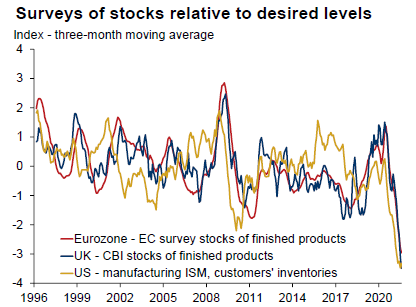 Surveys of stocks relative to desired levels
Index - three-month moving average
4
3
2
1
0
-1
-2
-3
-4
Eurozone - EC survey stocks of finished products
UK - CBI stocks of finished products
US - manufacturing ISM, customers' inventories
1996 1999 2002 2005 2008 2011 2014 2017 2020